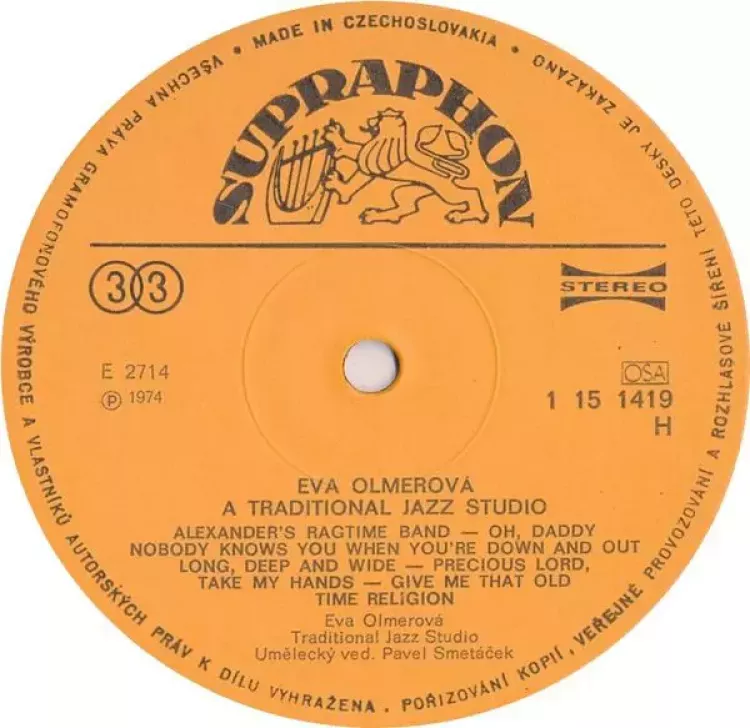 MADE IN CZECHOSLOVAKIA • VŠECHNA PRÁVA GRAMOFONOVÉHO VÝROBCE A VLASTNÍKŮ AUTORSKÝCH PRÁV K DÍLU VYHRAŽENA. POŘIZOVÁNÍ KOPIÍ, VEŘEJNÉ PROVOZOVÁNÍ A ROZHLASOVÉ ŠÍŘENÍ TÉTO DESKY JE ZAKÁZÁNO •
SUPRAPHON
33
STEREO
E 2714
OSA
℗ 1974
1 15 1419
H
EVA OLMEROVÁ
A TRADITIONAL JAZZ STUDIO
ALEXANDER'S RAGTIME BAND — OH, DADDY
NOBODY KNOWS YOU WHEN YOU'RE DOWN AND OUT
LONG, DEEP AND WIDE — PRECIOUS LORD,
TAKE MY HANDS — GIVE ME THAT OLD
TIME RELIGION
Eva Olmerová
Traditional Jazz Studio
Umělecký ved. Pavel Smetáček